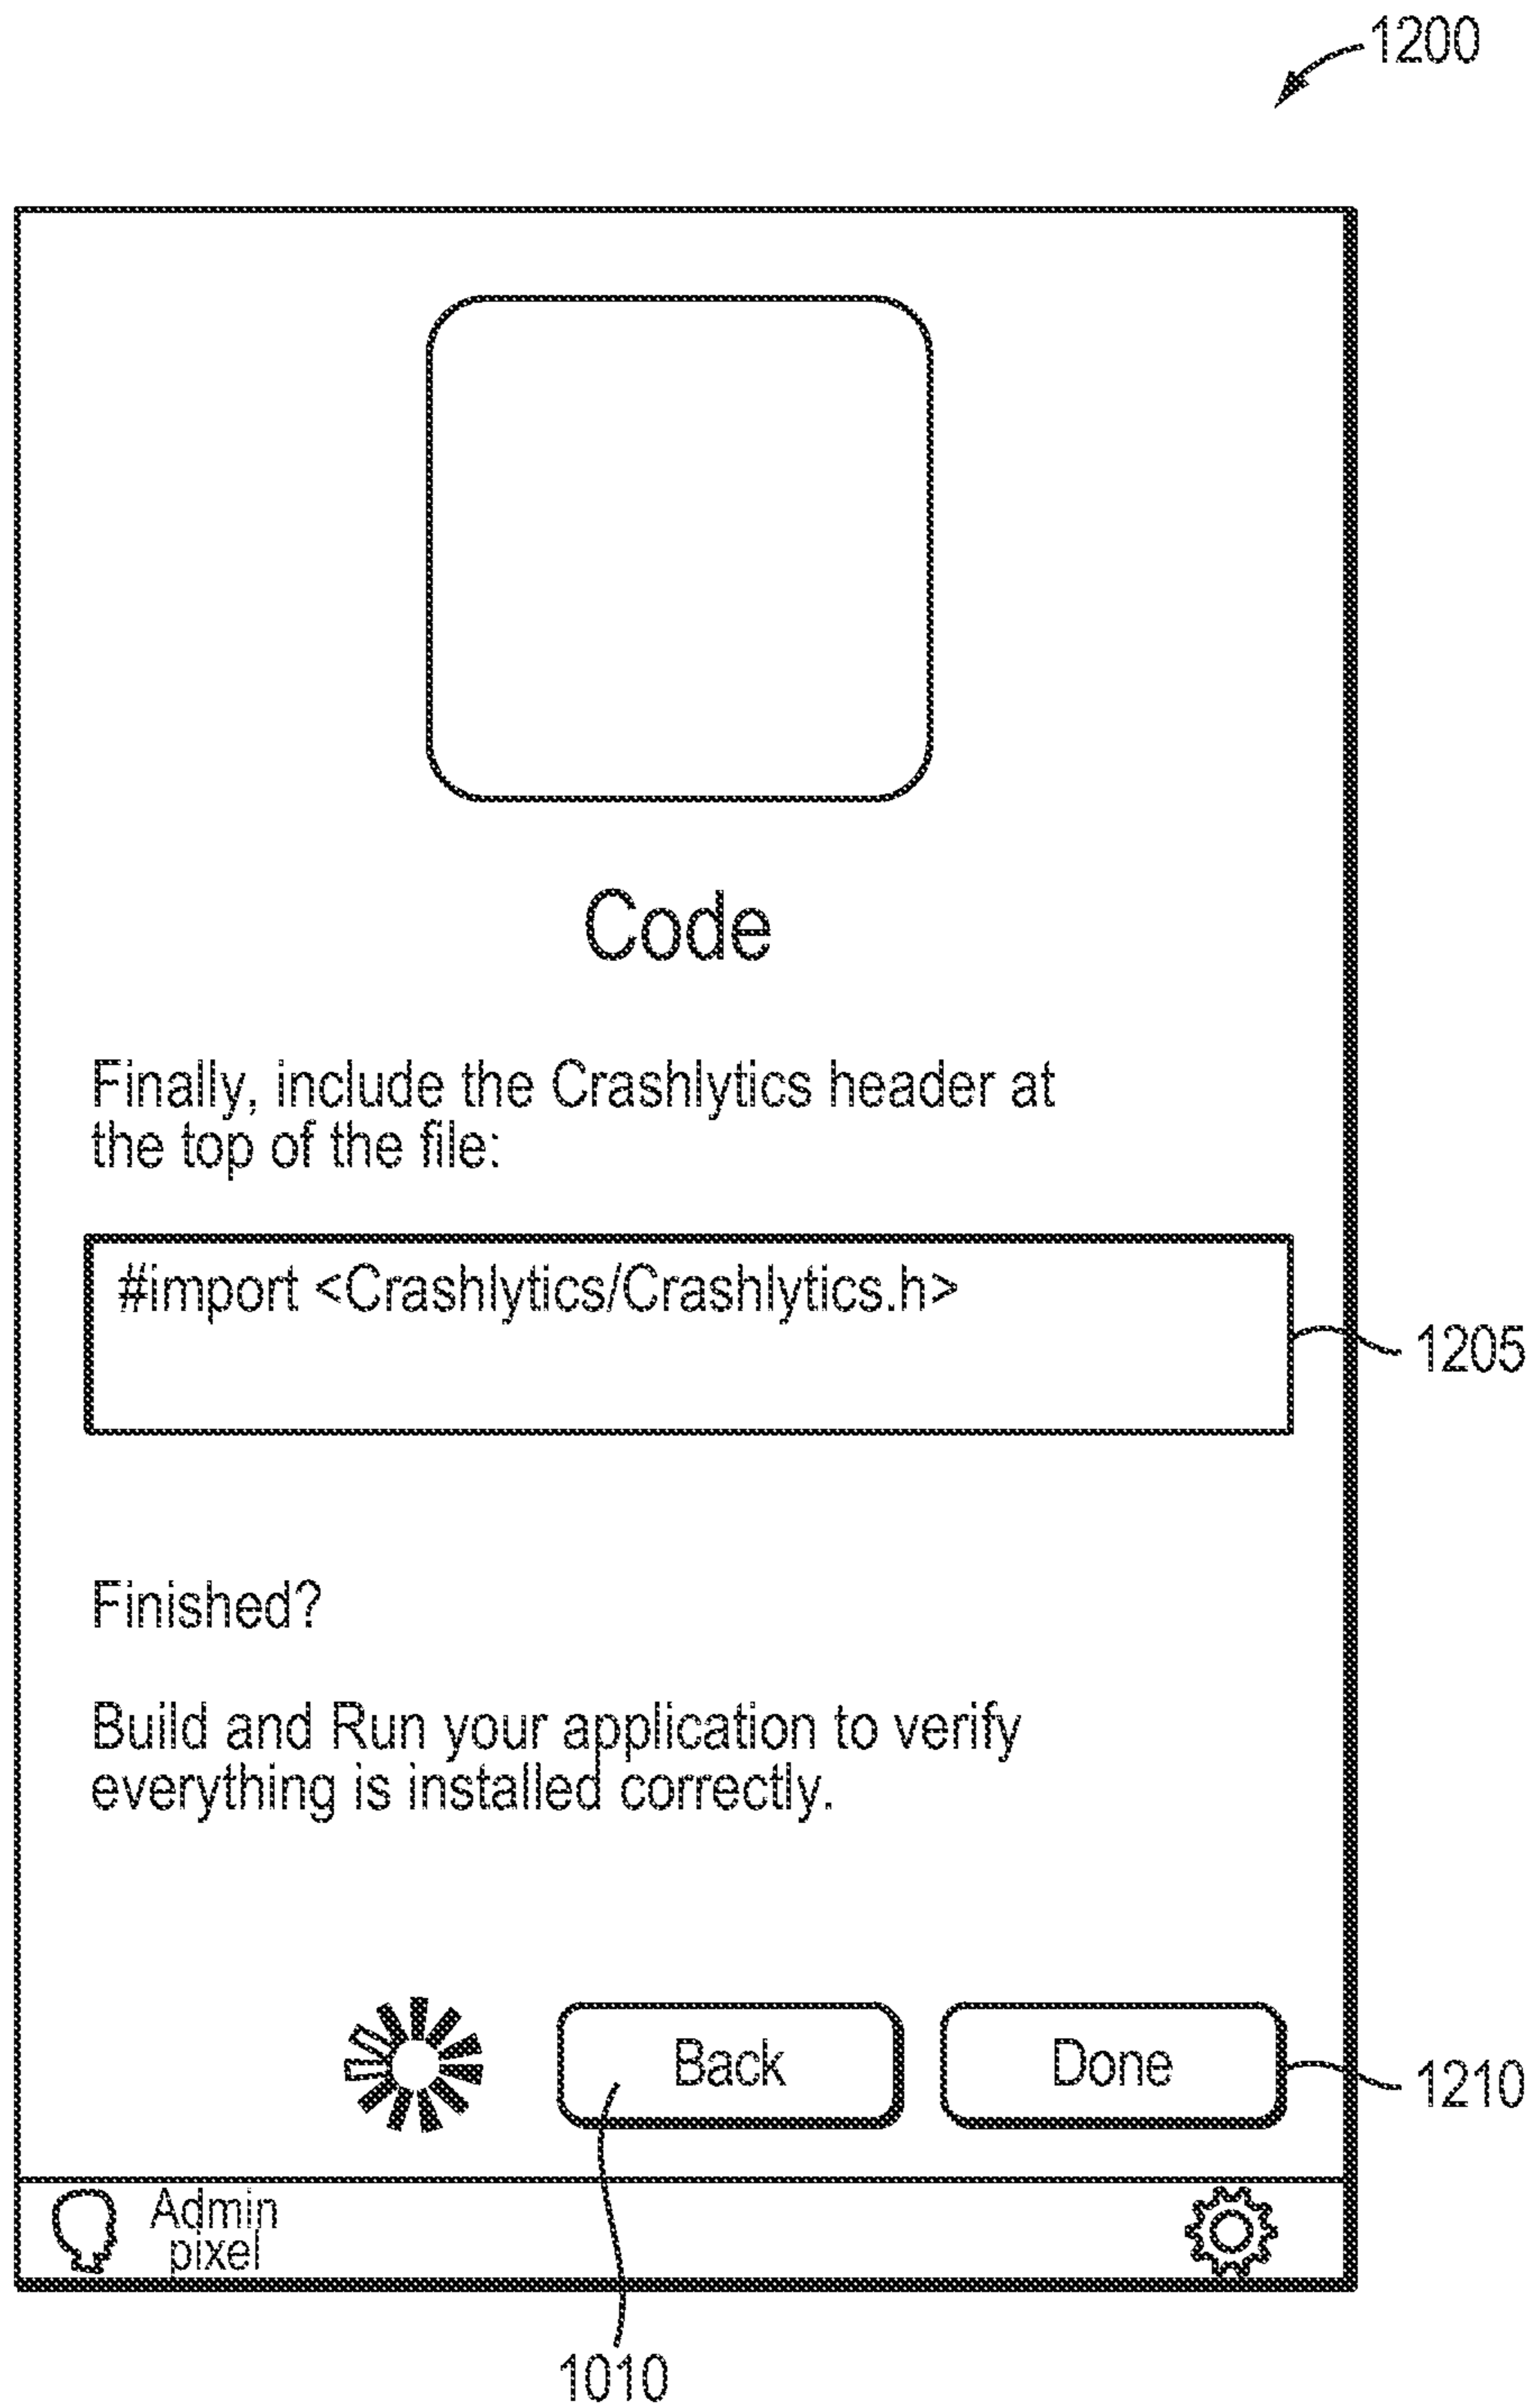 1200
Code
Finally, include the Crashlytics header at
the top of the file:
#import <Crashlytics/Crashlytics.h>
1205
Finished?
Build and Run your application to verify
everything is installed correctly.
Back
Done
1210
Admin
pixel
1010